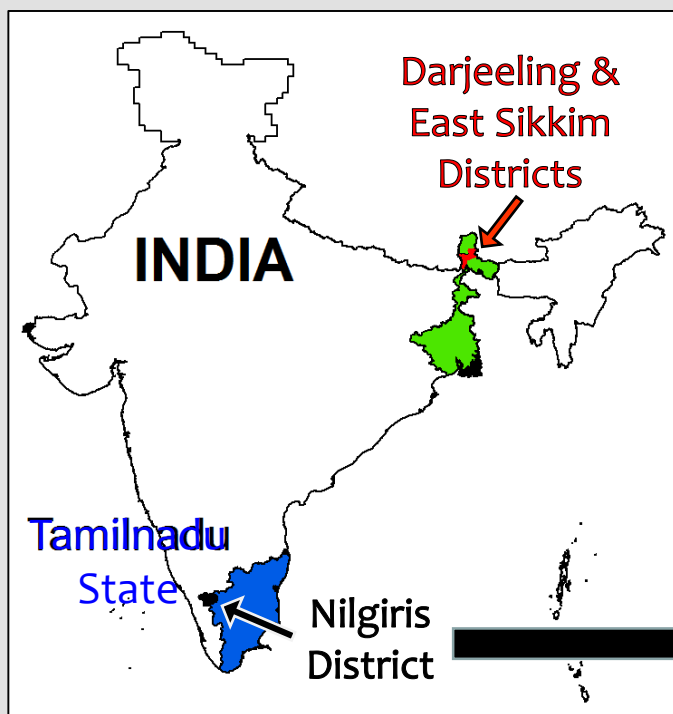 Darjeeling &
East Sikkim
Districts
INDIA
Tamilnadu
State
Nilgiris
District